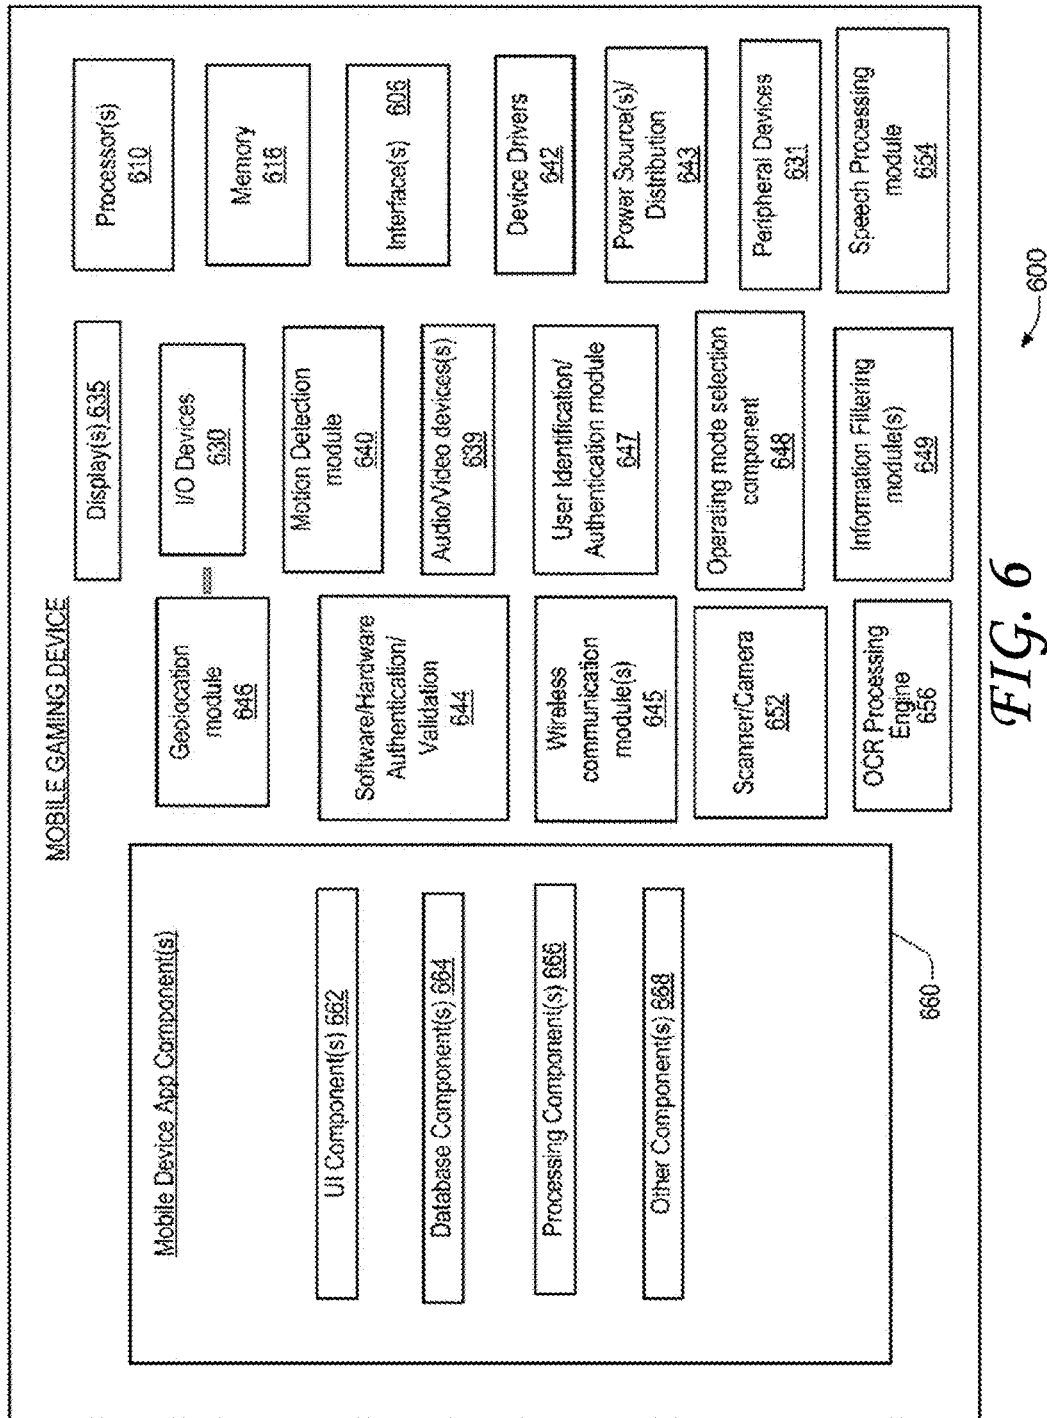 MOBILE GAMING DEVICE
Mobile Device App Component(s)
UI Component(s) 662
Database Component(s) 664
Processing Component(s) 666
Other Component(s) 668
660
Geolocation
module
646
Software/Hardware
Authentication/
Validation
644
Wireless
communication
module(s)
645
Scanner/Camera
652
OCR Processing
Engine
656
Display(s) 635
I/O Devices
630
Motion Detection
module
640
Audio/Video devices(s)
639
User Identification/
Authentication module
647
Operating mode selection
component
648
Information Filtering
module(s)
649
Processor(s)
610
Memory
616
Interface(s) 606
Device Drivers
642
Power Source(s)/
Distribution
643
Peripheral Devices
631
Speech Processing
module
654
600
FIG. 6